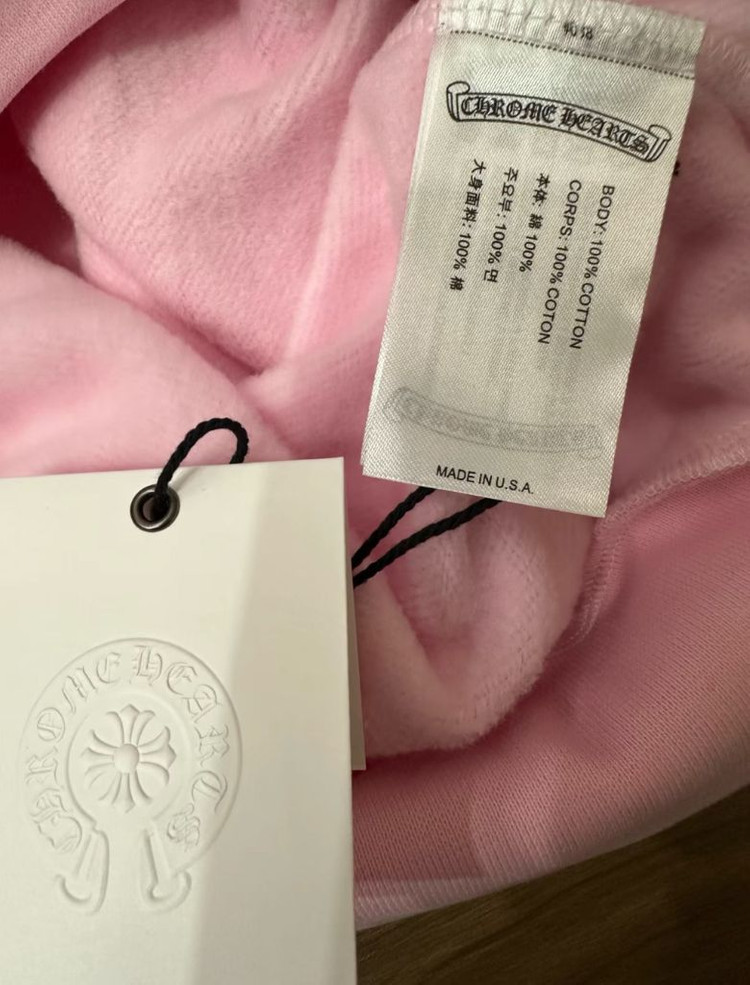 CHROME HEARTS
BODY: 100% COTTON
CORPS: 100% COTON
本体: 綿 100%
주요부: 100% 면
大身面料: 100% 棉
MADE IN U.S.A.
CHROME HEARTS